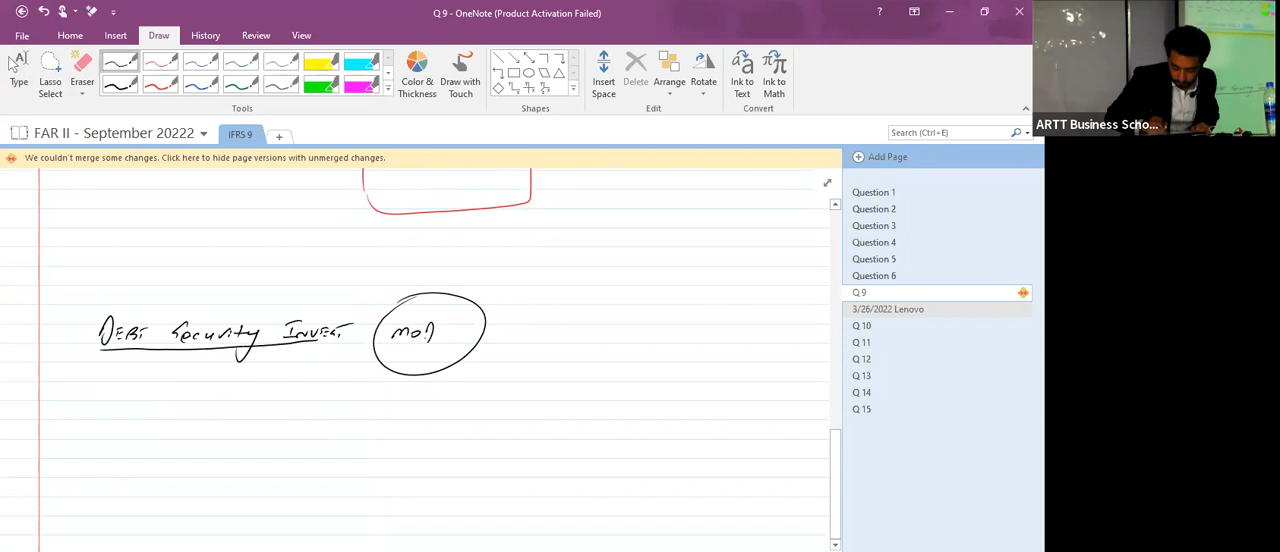 Q 9 - OneNote (Product Activation Failed)
?
File Home Insert Draw History Review View
Type
Lasso Select
Eraser
Color & Thickness
Draw with Touch
Insert Space
Delete
Arrange
Rotate
Ink to Text
Ink to Math
Tools
Shapes
Edit
Convert
ARTT Business Scho...
FAR II - September 20222
IFRS 9
Search (Ctrl+E)
We couldn't merge some changes. Click here to hide page versions with unmerged changes.
Add Page
Question 1
Question 2
Question 3
Question 4
Question 5
Question 6
Q 9
3/26/2022 Lenovo
Q 10
Q 11
Q 12
Q 13
Q 14
Q 15
DEBT Security INVEST